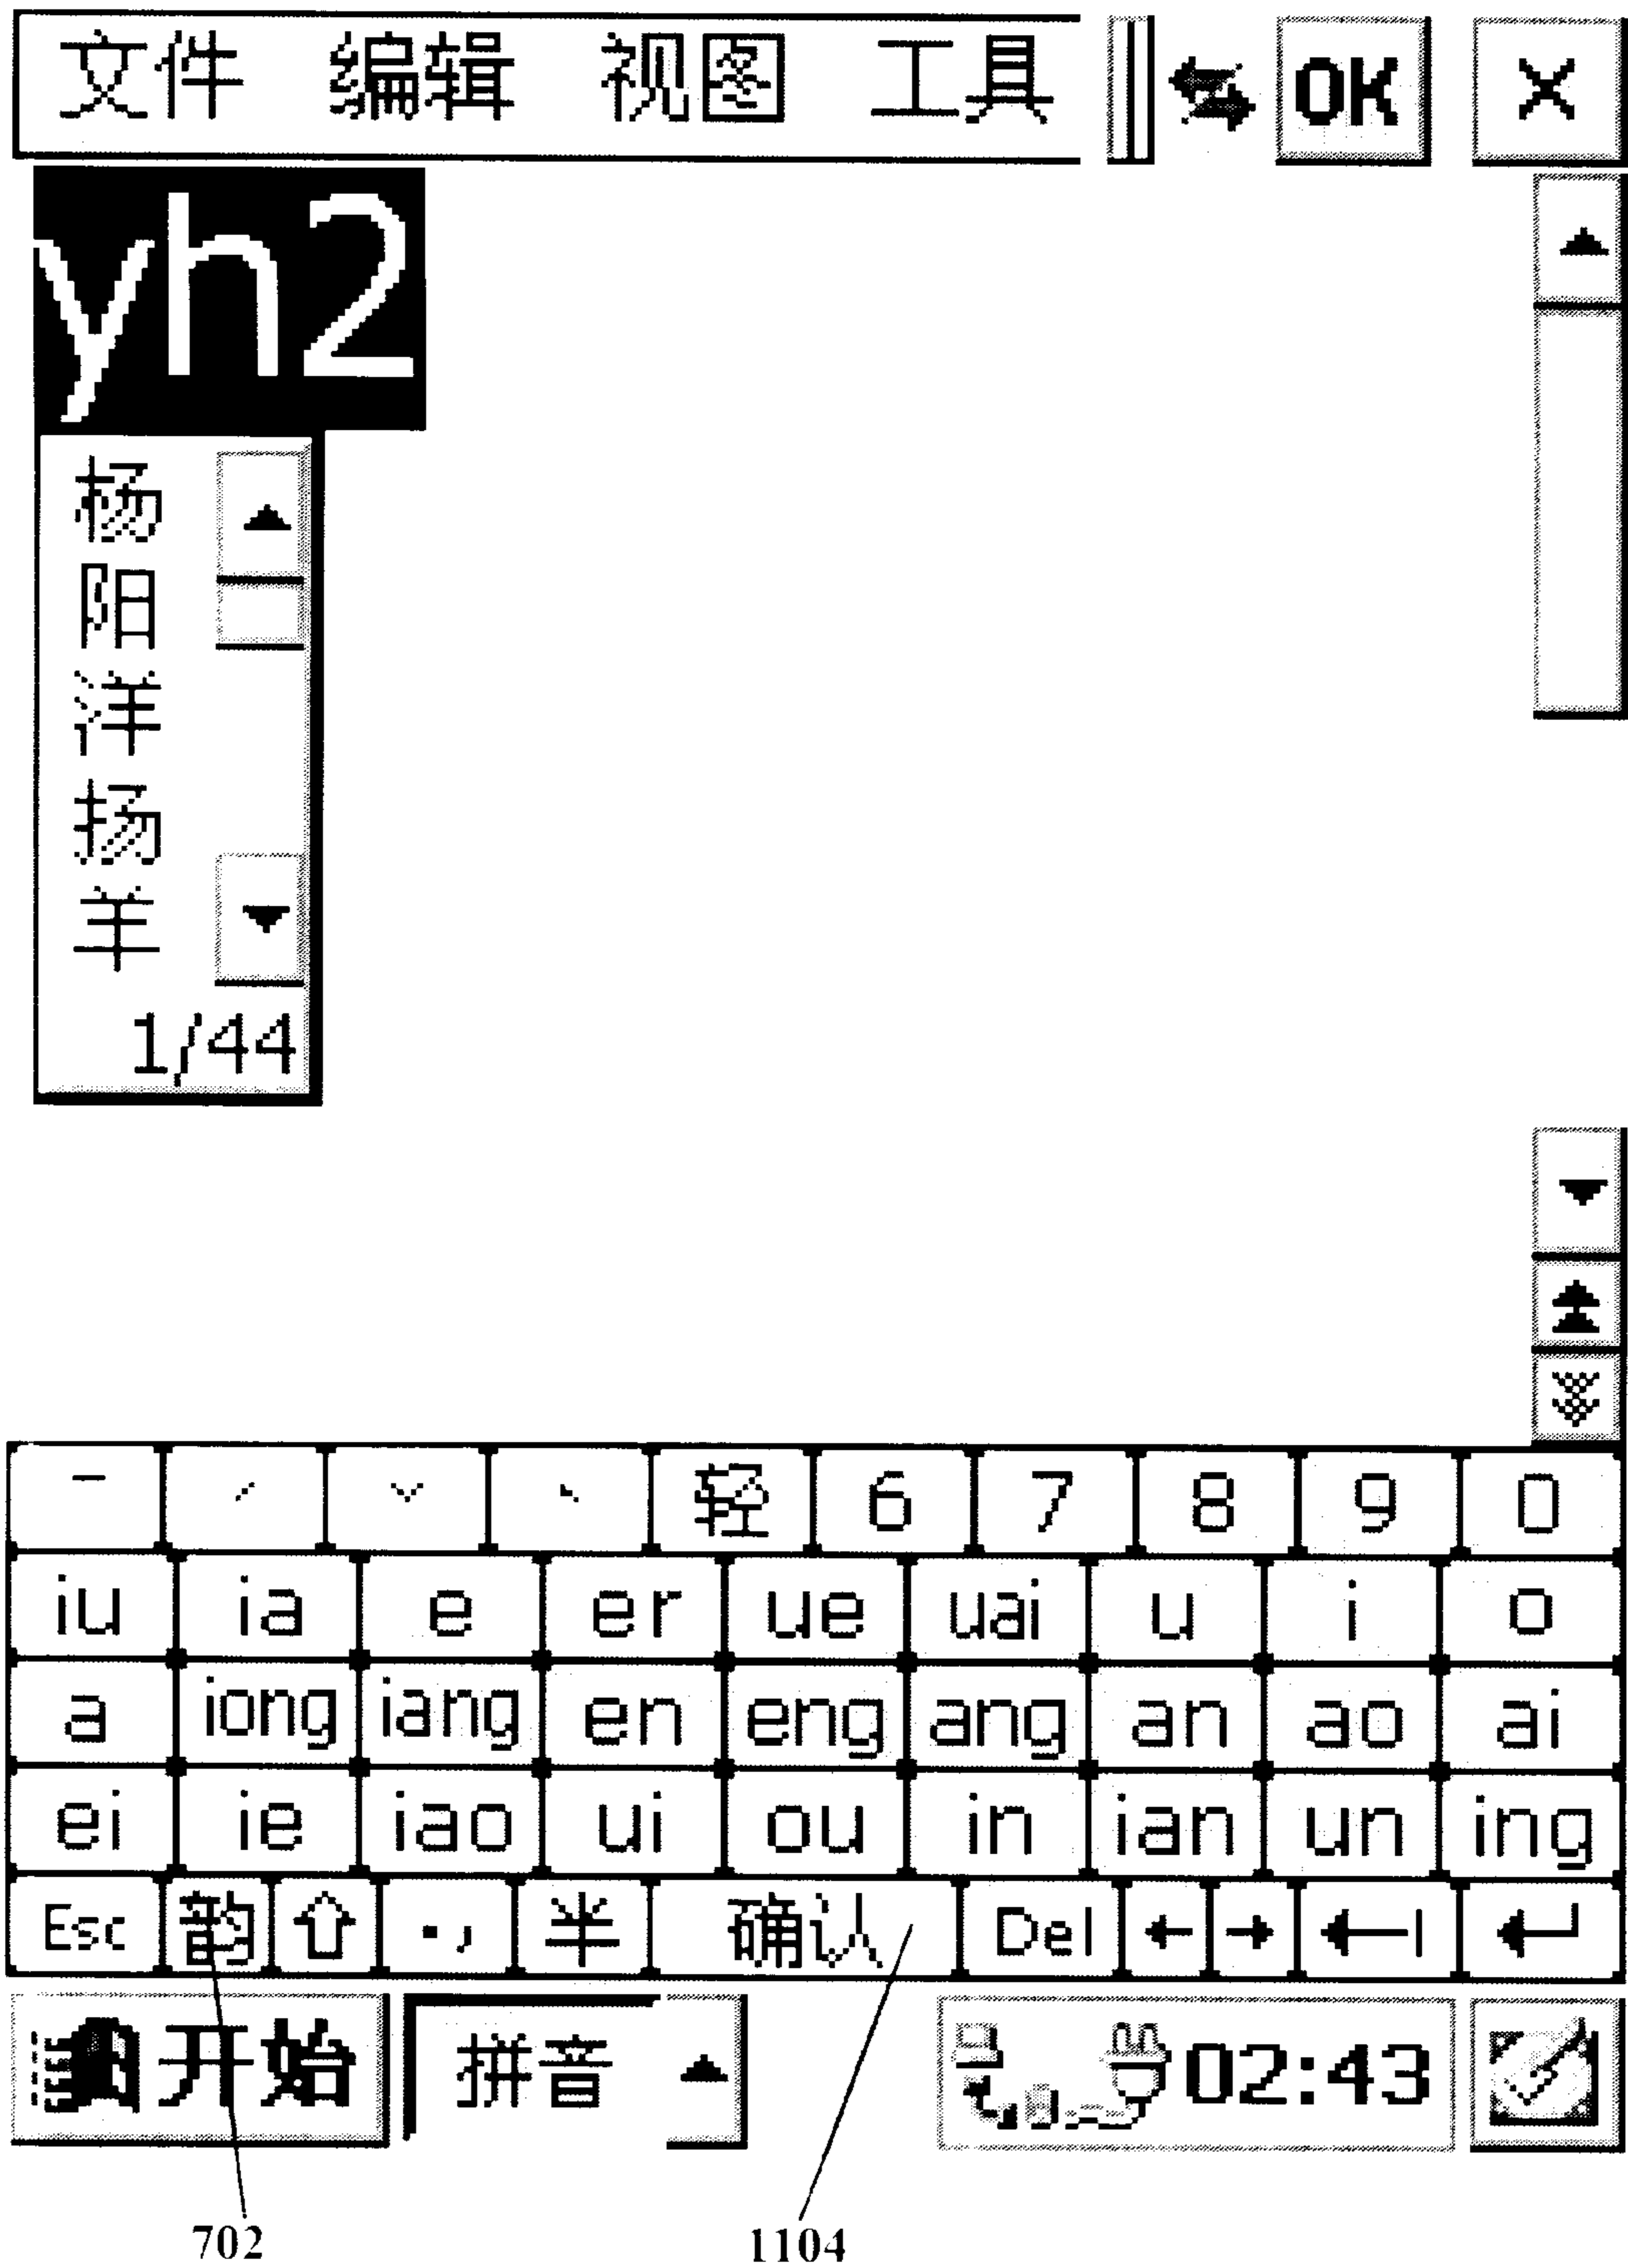 文件 编辑 视图 工具 OK ×
yh2
杨
阳
洋
扬
羊
1/44
ˉ ˊ ˇ ˋ 轻 6 7 8 9 0
iu ia e er ue uai u i o
a iong iang en eng ang an ao ai
ei ie iao ui ou in ian un ing
Esc 韵 ⇧ ., 半 确认 Del ← → ← ↵
开始 拼音 02:43
702 1104